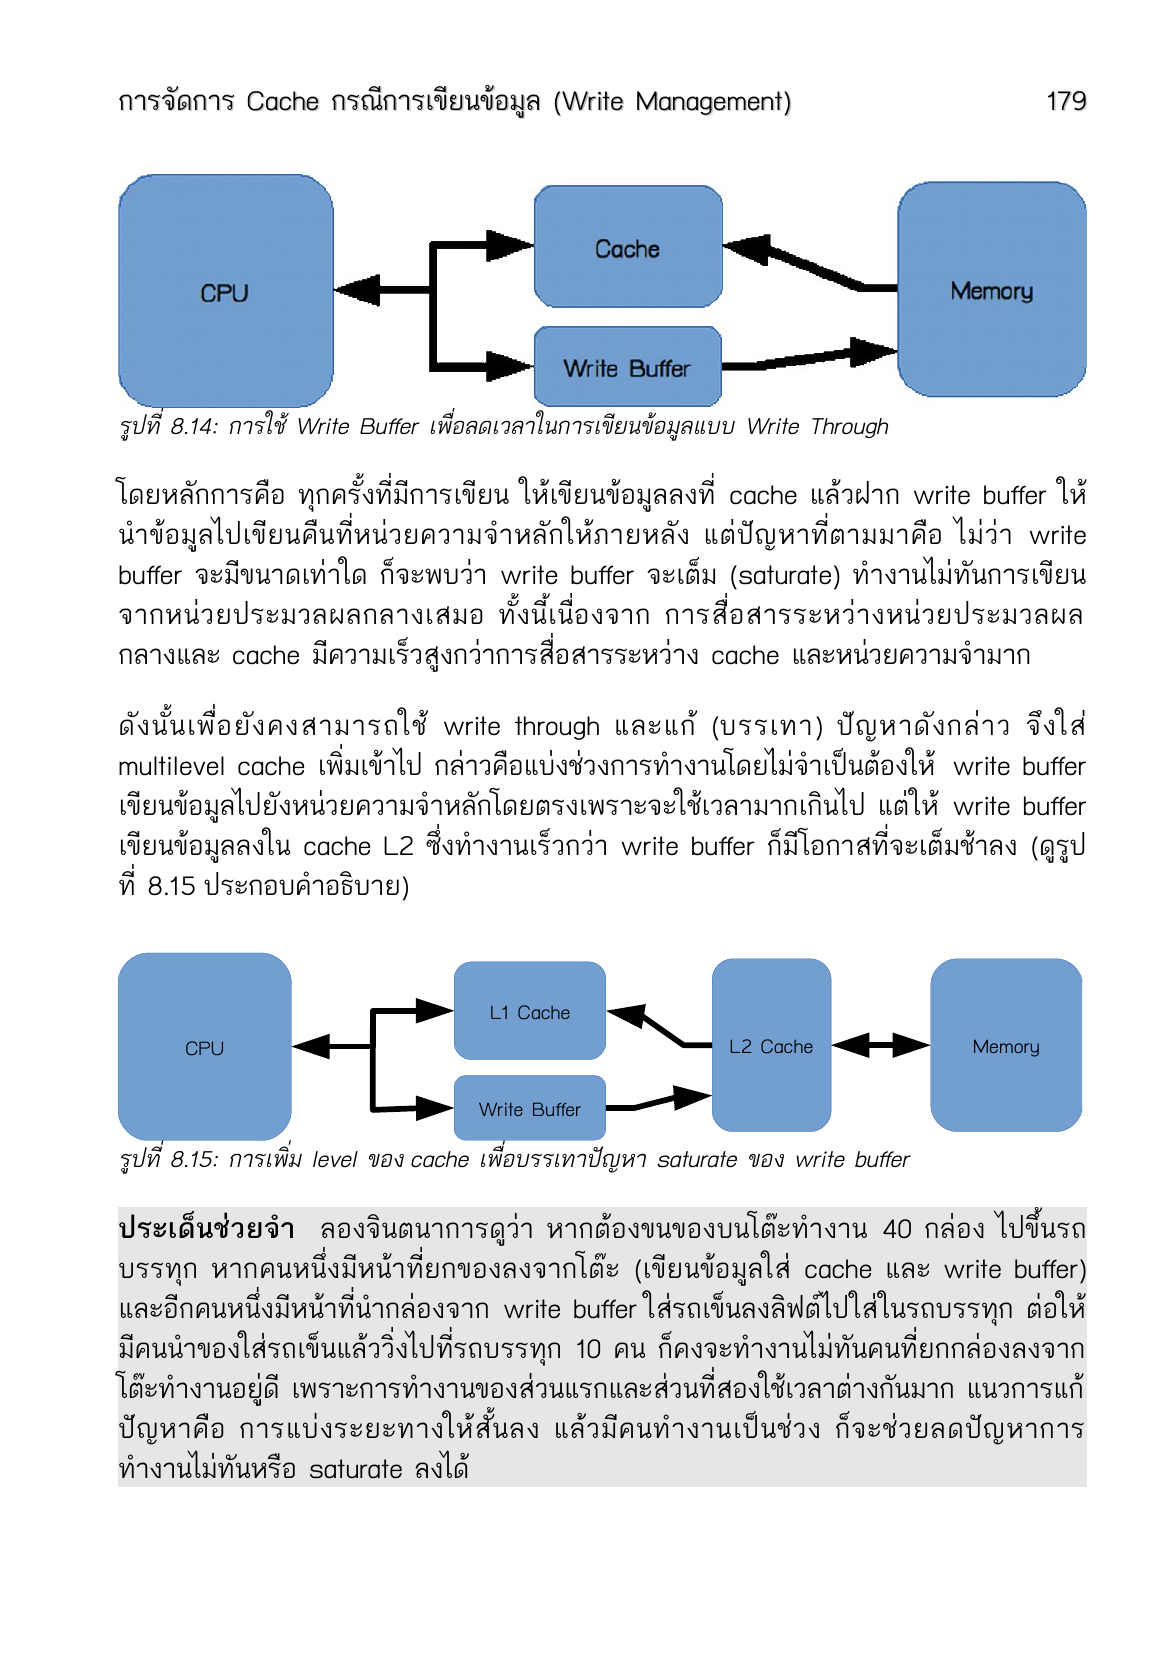 การจัดการ Cache กรณีการเขียนข้อมูล (Write Management) 179
CPU
Cache
Memory
Write Buffer
รูปที่ 8.14: การใช้ Write Buffer เพื่อลดเวลาในการเขียนข้อมูลแบบ Write Through
โดยหลักการคือ ทุกครั้งที่มีการเขียน ให้เขียนข้อมูลลงที่ cache แล้วฝาก write buffer ให้
นำข้อมูลไปเขียนคืนที่หน่วยความจำหลักให้ภายหลัง แต่ปัญหาที่ตามมาคือ ไม่ว่า write
buffer จะมีขนาดเท่าใด ก็จะพบว่า write buffer จะเต็ม (saturate) ทำงานไม่ทันการเขียน
จากหน่วยประมวลผลกลางเสมอ ทั้งนี้เนื่องจาก การสื่อสารระหว่างหน่วยประมวลผล
กลางและ cache มีความเร็วสูงกว่าการสื่อสารระหว่าง cache และหน่วยความจำมาก
ดังนั้นเพื่อยังคงสามารถใช้ write through และแก้ (บรรเทา) ปัญหาดังกล่าว จึงใส่
multilevel cache เพิ่มเข้าไป กล่าวคือแบ่งช่วงการทำงานโดยไม่จำเป็นต้องให้ write buffer
เขียนข้อมูลไปยังหน่วยความจำหลักโดยตรงเพราะจะใช้เวลามากเกินไป แต่ให้ write buffer
เขียนข้อมูลลงใน cache L2 ซึ่งทำงานเร็วกว่า write buffer ก็มีโอกาสที่จะเต็มช้าลง (ดูรูป
ที่ 8.15 ประกอบคำอธิบาย)
CPU
L1 Cache
L2 Cache
Memory
Write Buffer
รูปที่ 8.15: การเพิ่ม level ของ cache เพื่อบรรเทาปัญหา saturate ของ write buffer
ประเด็นช่วยจำ ลองจินตนาการดูว่า หากต้องขนของบนโต๊ะทำงาน 40 กล่อง ไปขึ้นรถ
บรรทุก หากคนหนึ่งมีหน้าที่ยกของลงจากโต๊ะ (เขียนข้อมูลใส่ cache และ write buffer)
และอีกคนหนึ่งมีหน้าที่นำกล่องจาก write buffer ใส่รถเข็นลงลิฟต์ไปใส่ในรถบรรทุก ต่อให้
มีคนนำของใส่รถเข็นแล้ววิ่งไปที่รถบรรทุก 10 คน ก็คงจะทำงานไม่ทันคนที่ยกกล่องลงจาก
โต๊ะทำงานอยู่ดี เพราะการทำงานของส่วนแรกและส่วนที่สองใช้เวลาต่างกันมาก แนวการแก้
ปัญหาคือ การแบ่งระยะทางให้สั้นลง แล้วมีคนทำงานเป็นช่วง ก็จะช่วยลดปัญหาการ
ทำงานไม่ทันหรือ saturate ลงได้